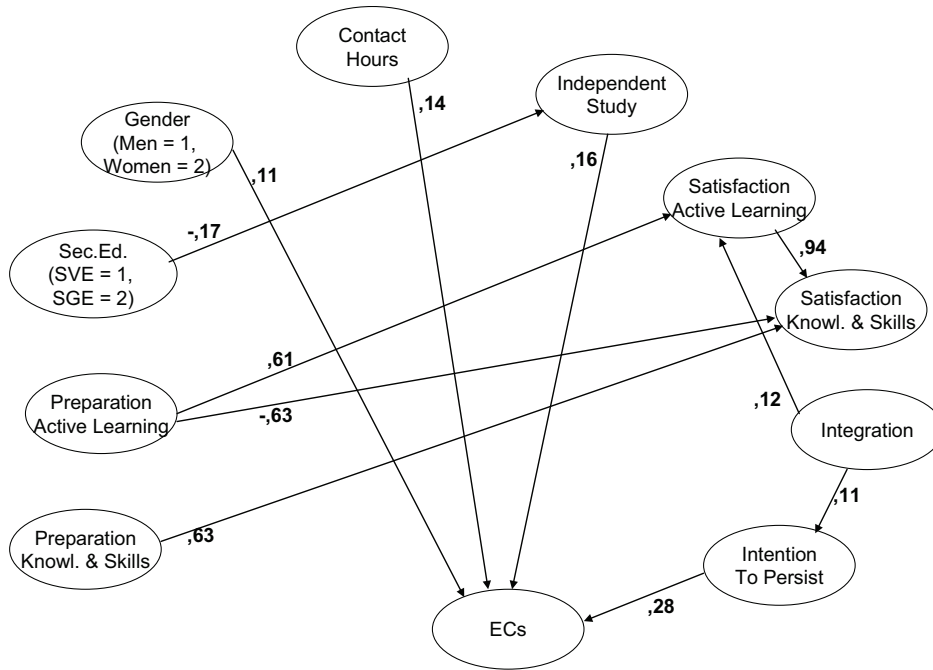 Contact
Hours
,14
Independent
Study
,16
Gender
(Men = 1,
Women = 2)
,11
Satisfaction
Active Learning
,94
-,17
Sec.Ed.
(SVE = 1,
SGE = 2)
Satisfaction
Knowl. & Skills
,61
Preparation
Active Learning
-,63
,12
Integration
,11
Preparation
Knowl. & Skills
,63
Intention
To Persist
,28
ECs